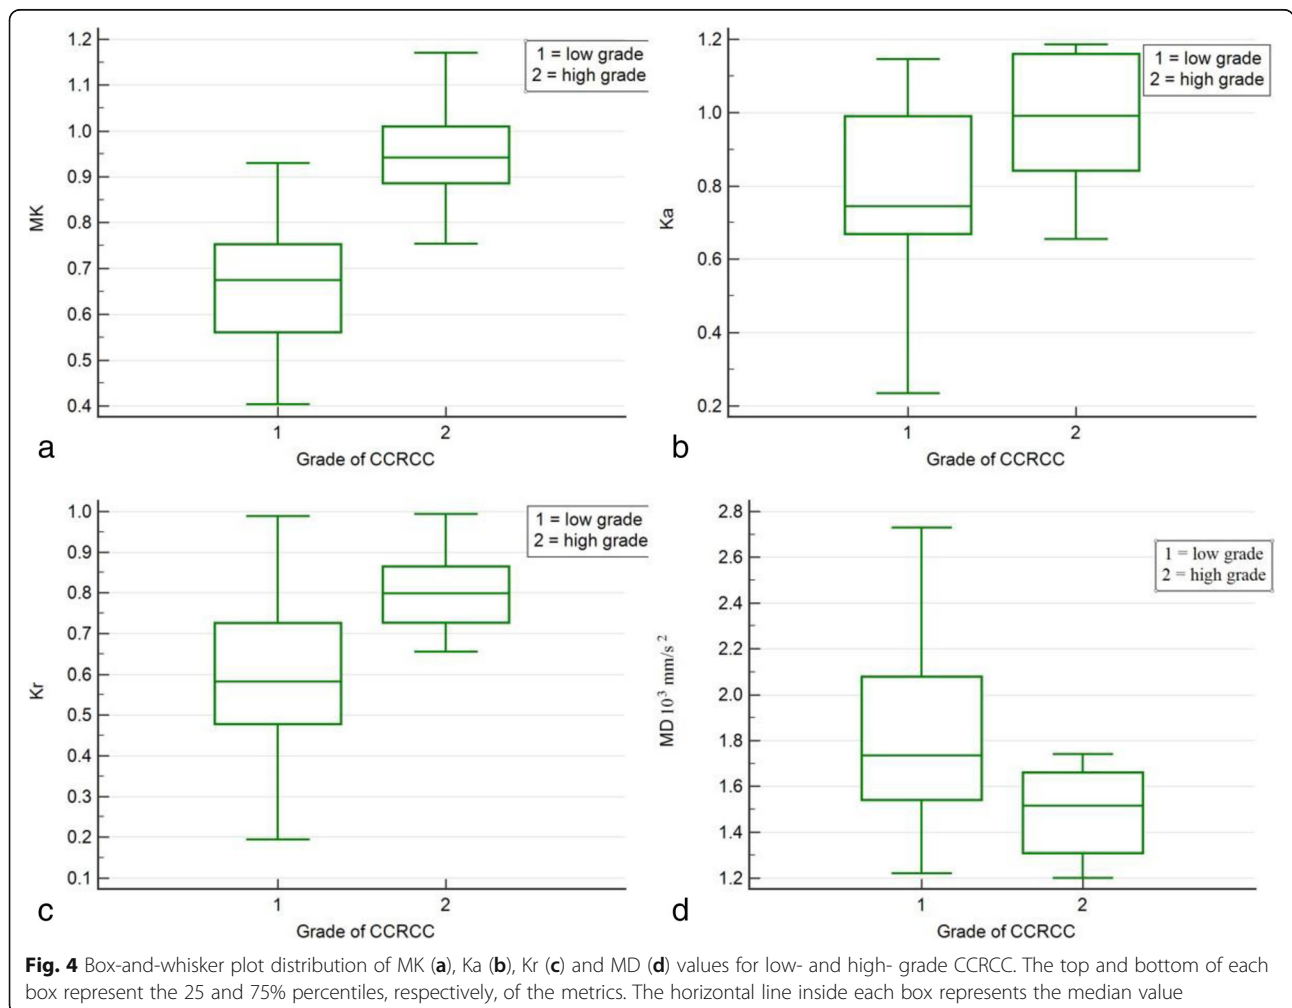 1.2
1.1
1.0
0.9
0.8
0.7
0.6
0.5
0.4
MK
1 = low grade
2 = high grade
1
2
Grade of CCRCC
a
1.2
1.0
0.8
0.6
0.4
0.2
Ka
1 = low grade
2 = high grade
1
2
Grade of CCRCC
b
1.0
0.9
0.8
0.7
0.6
0.5
0.4
0.3
0.2
0.1
Kr
1 = low grade
2 = high grade
1
2
Grade of CCRCC
c
2.8
2.6
2.4
2.2
2.0
1.8
1.6
1.4
1.2
MD 10³ mm/s²
1 = low grade
2 = high grade
1
2
Grade of CCRCC
d
Fig. 4 Box-and-whisker plot distribution of MK (a), Ka (b), Kr (c) and MD (d) values for low- and high- grade CCRCC. The top and bottom of each
box represent the 25 and 75% percentiles, respectively, of the metrics. The horizontal line inside each box represents the median value